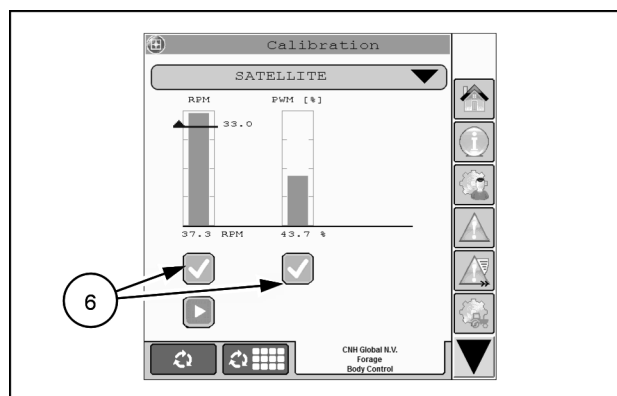 Calibration
SATELLITE
RPM PWM [%]
33.0
37.3 RPM 43.7 %
6
CNH Global N.V.
Forage
Body Control